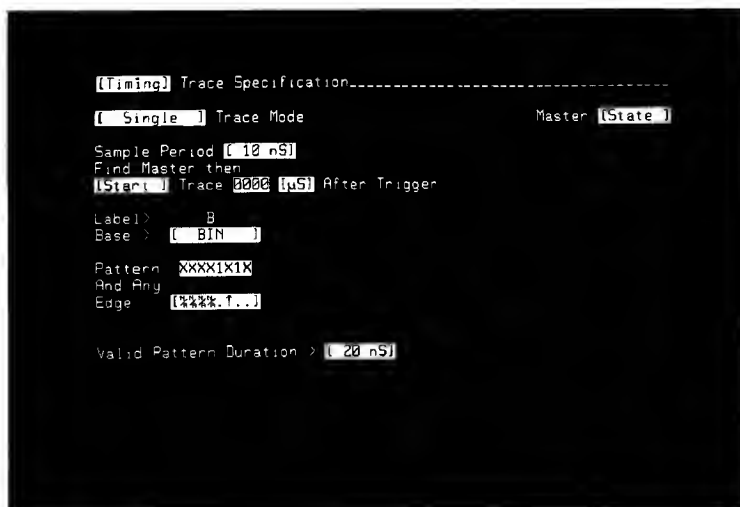 [Timing] Trace Specification
[ Single ] Trace Mode Master [State ]
Sample Period [ 10 nS]
Find Master then
[Start ] Trace 0000 [µS] After Trigger
Label> B
Base > [ BIN ]
Pattern XXXX1X1X
And Any
Edge [****.↑..]
Valid Pattern Duration > [ 20 nS]